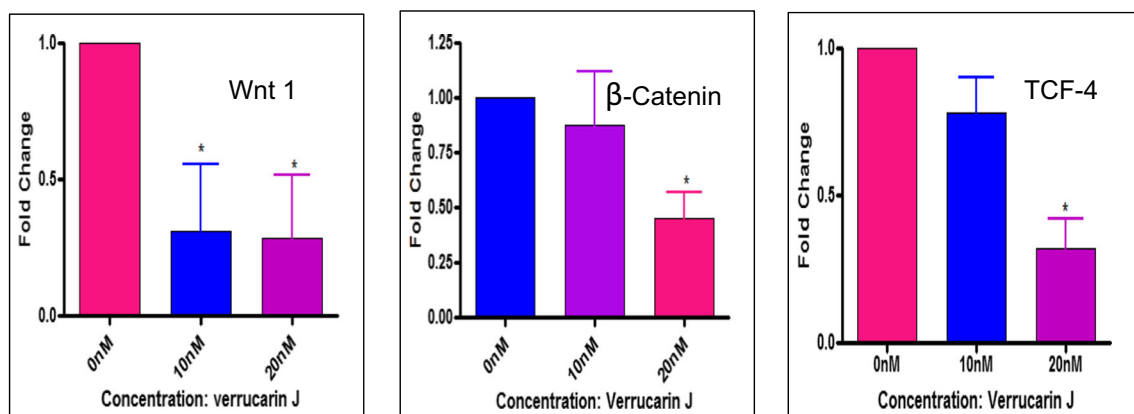 1.0
0.5
0.0
Fold Change
Wnt 1
*
*
0nM
10nM
20nM
Concentration: verrucarin J
1.25
1.00
0.75
0.50
0.25
0.00
Fold Change
β-Catenin
*
0nM
10nM
20nM
Concentration: Verrucarin J
1.0
0.5
0.0
Fold Change
TCF-4
*
0nM
10nM
20nM
Concentration: Verrucarin J